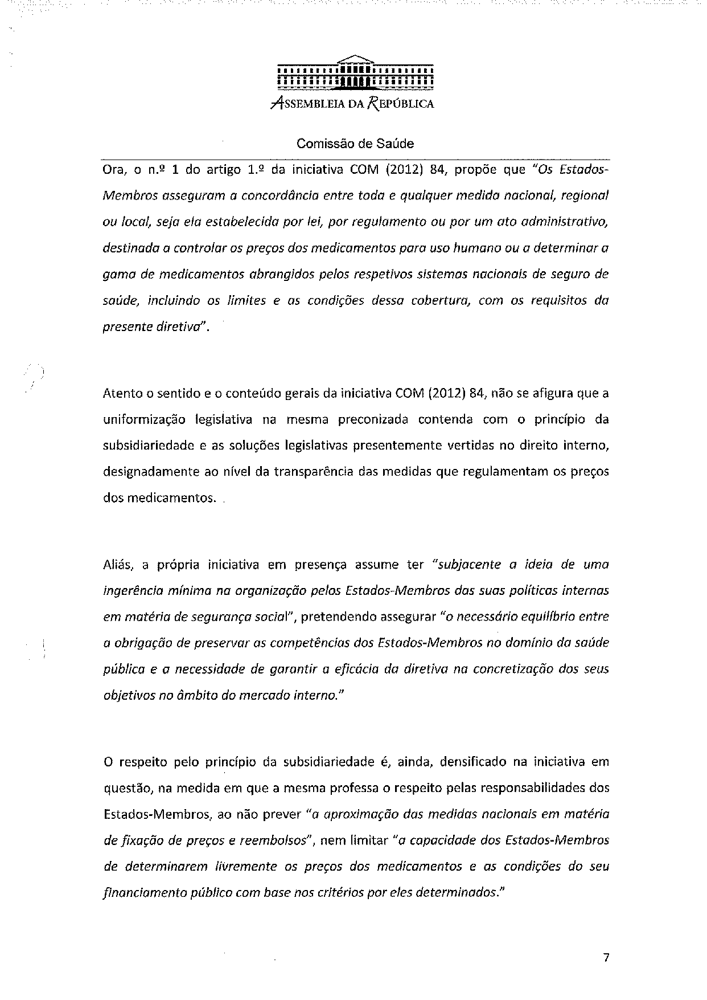 ASSEMBLEIA DA REPÚBLICA
Comissão de Saúde
Ora, o n.º 1 do artigo 1.º da iniciativa COM (2012) 84, propõe que "Os Estados-
Membros asseguram a concordância entre toda e qualquer medida nacional, regional
ou local, seja ela estabelecida por lei, por regulamento ou por um ato administrativo,
destinada a controlar os preços dos medicamentos para uso humano ou a determinar a
gama de medicamentos abrangidos pelos respetivos sistemas nacionais de seguro de
saúde, incluindo os limites e as condições dessa cobertura, com os requisitos da
presente diretiva".
Atento o sentido e o conteúdo gerais da iniciativa COM (2012) 84, não se afigura que a
uniformização legislativa na mesma preconizada contenda com o princípio da
subsidiariedade e as soluções legislativas presentemente vertidas no direito interno,
designadamente ao nível da transparência das medidas que regulamentam os preços
dos medicamentos.
Aliás, a própria iniciativa em presença assume ter "subjacente a ideia de uma
ingerência mínima na organização pelos Estados-Membros das suas políticas internas
em matéria de segurança social", pretendendo assegurar "o necessário equilíbrio entre
a obrigação de preservar as competências dos Estados-Membros no domínio da saúde
pública e a necessidade de garantir a eficácia da diretiva na concretização dos seus
objetivos no âmbito do mercado interno."
O respeito pelo princípio da subsidiariedade é, ainda, densificado na iniciativa em
questão, na medida em que a mesma professa o respeito pelas responsabilidades dos
Estados-Membros, ao não prever "a aproximação das medidas nacionais em matéria
de fixação de preços e reembolsos", nem limitar "a capacidade dos Estados-Membros
de determinarem livremente os preços dos medicamentos e as condições do seu
financiamento público com base nos critérios por eles determinados."
7